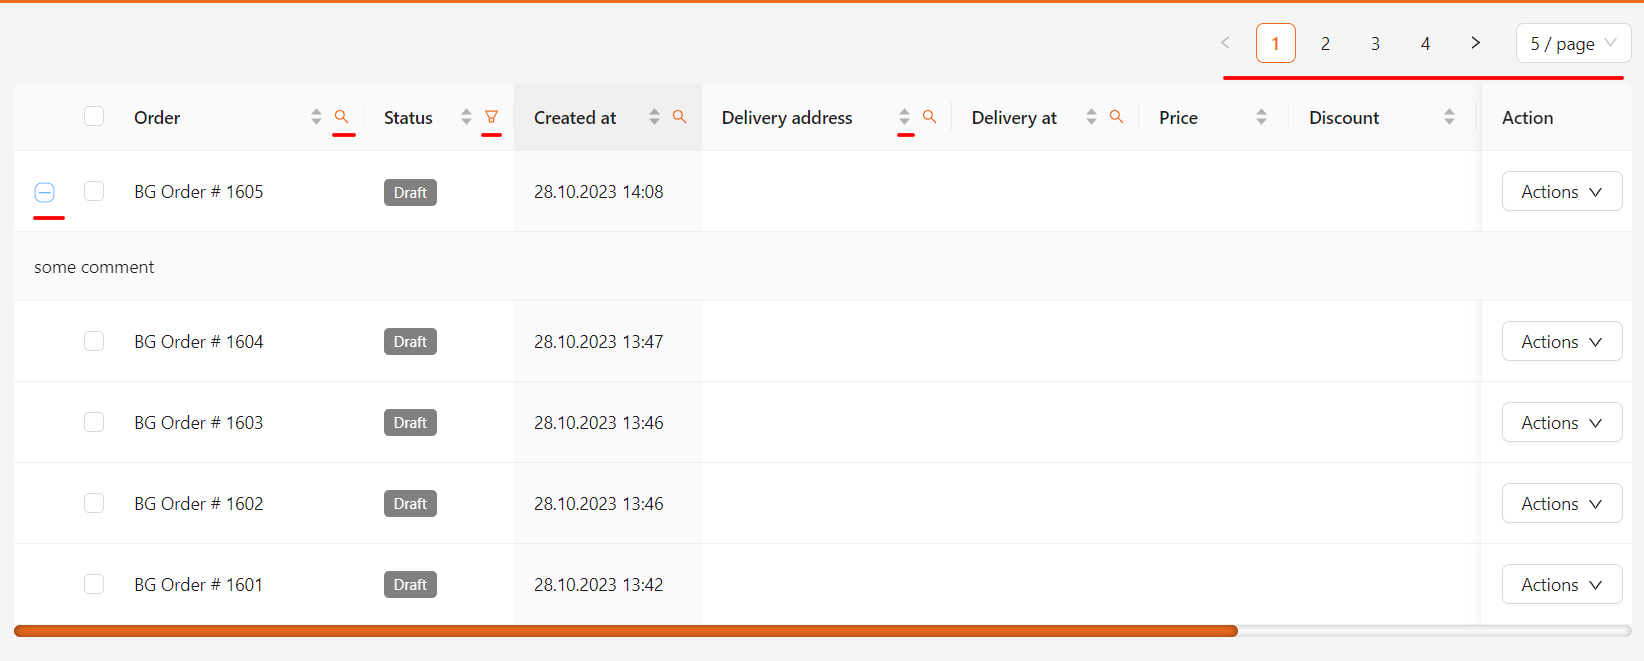 1 2 3 4 5 / page
Order Status Created at Delivery address Delivery at Price Discount Action
BG Order # 1605 Draft 28.10.2023 14:08 Actions
some comment
BG Order # 1604 Draft 28.10.2023 13:47 Actions
BG Order # 1603 Draft 28.10.2023 13:46 Actions
BG Order # 1602 Draft 28.10.2023 13:46 Actions
BG Order # 1601 Draft 28.10.2023 13:42 Actions